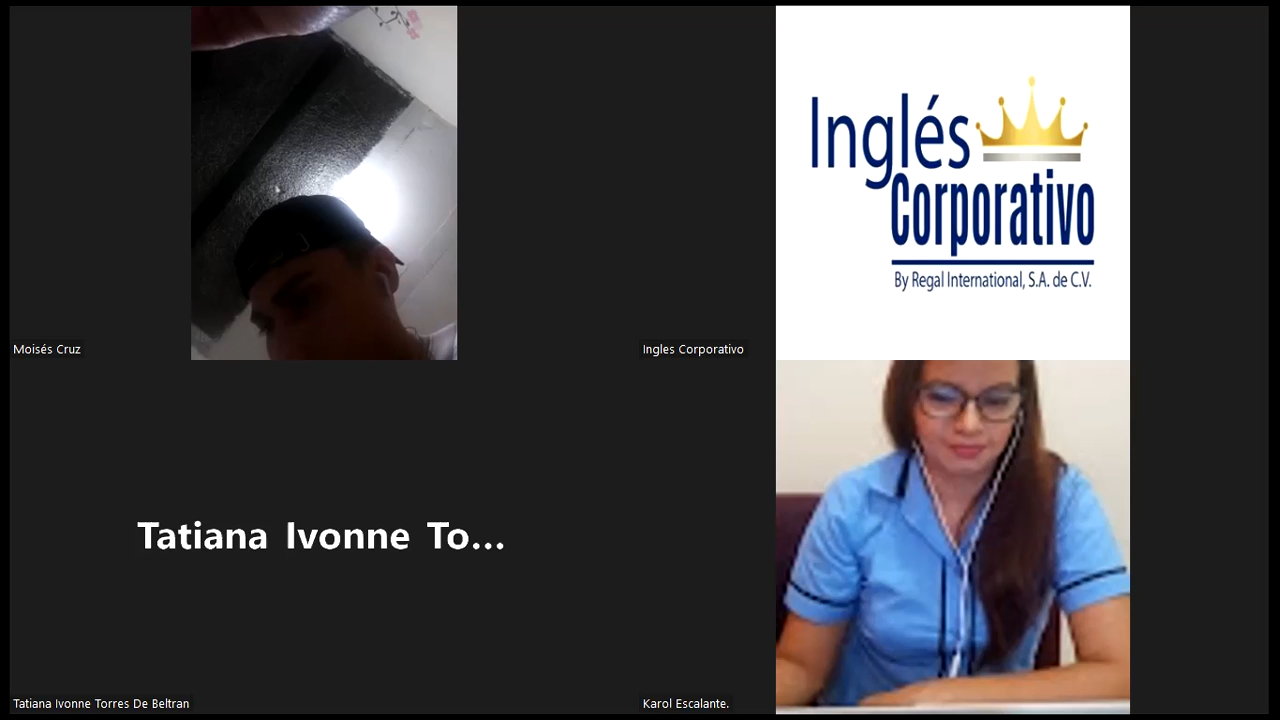 Inglés
Corporativo
By Regal International, S.A. de C.V.
Moisés Cruz
Ingles Corporativo
Tatiana Ivonne To...
Tatiana Ivonne Torres De Beltran
Karol Escalante.